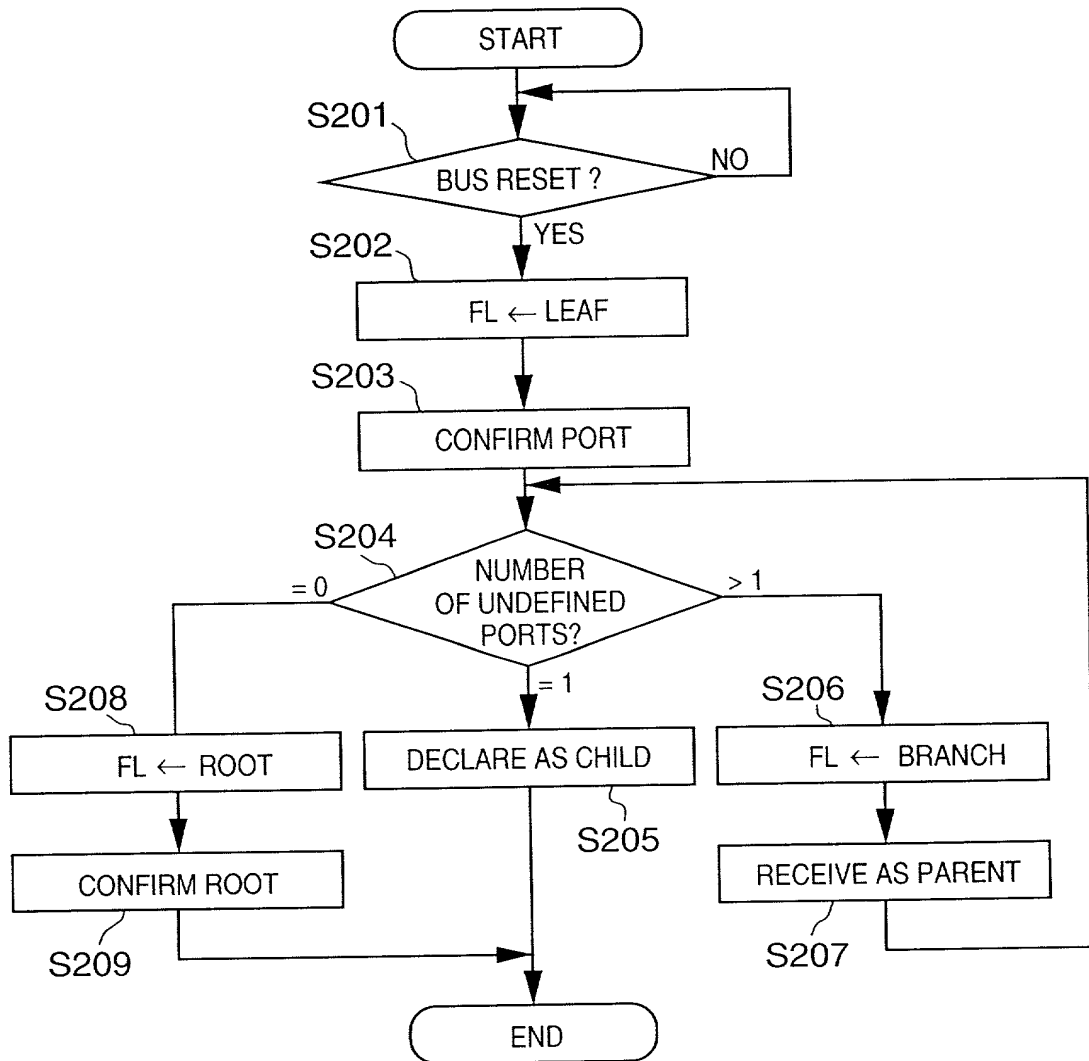 START
S201
BUS RESET ?
NO
YES
S202
FL ← LEAF
S203
CONFIRM PORT
S204
NUMBER
OF UNDEFINED
PORTS?
= 0
> 1
= 1
S208
FL ← ROOT
DECLARE AS CHILD
S205
S206
FL ← BRANCH
CONFIRM ROOT
S209
RECEIVE AS PARENT
S207
END